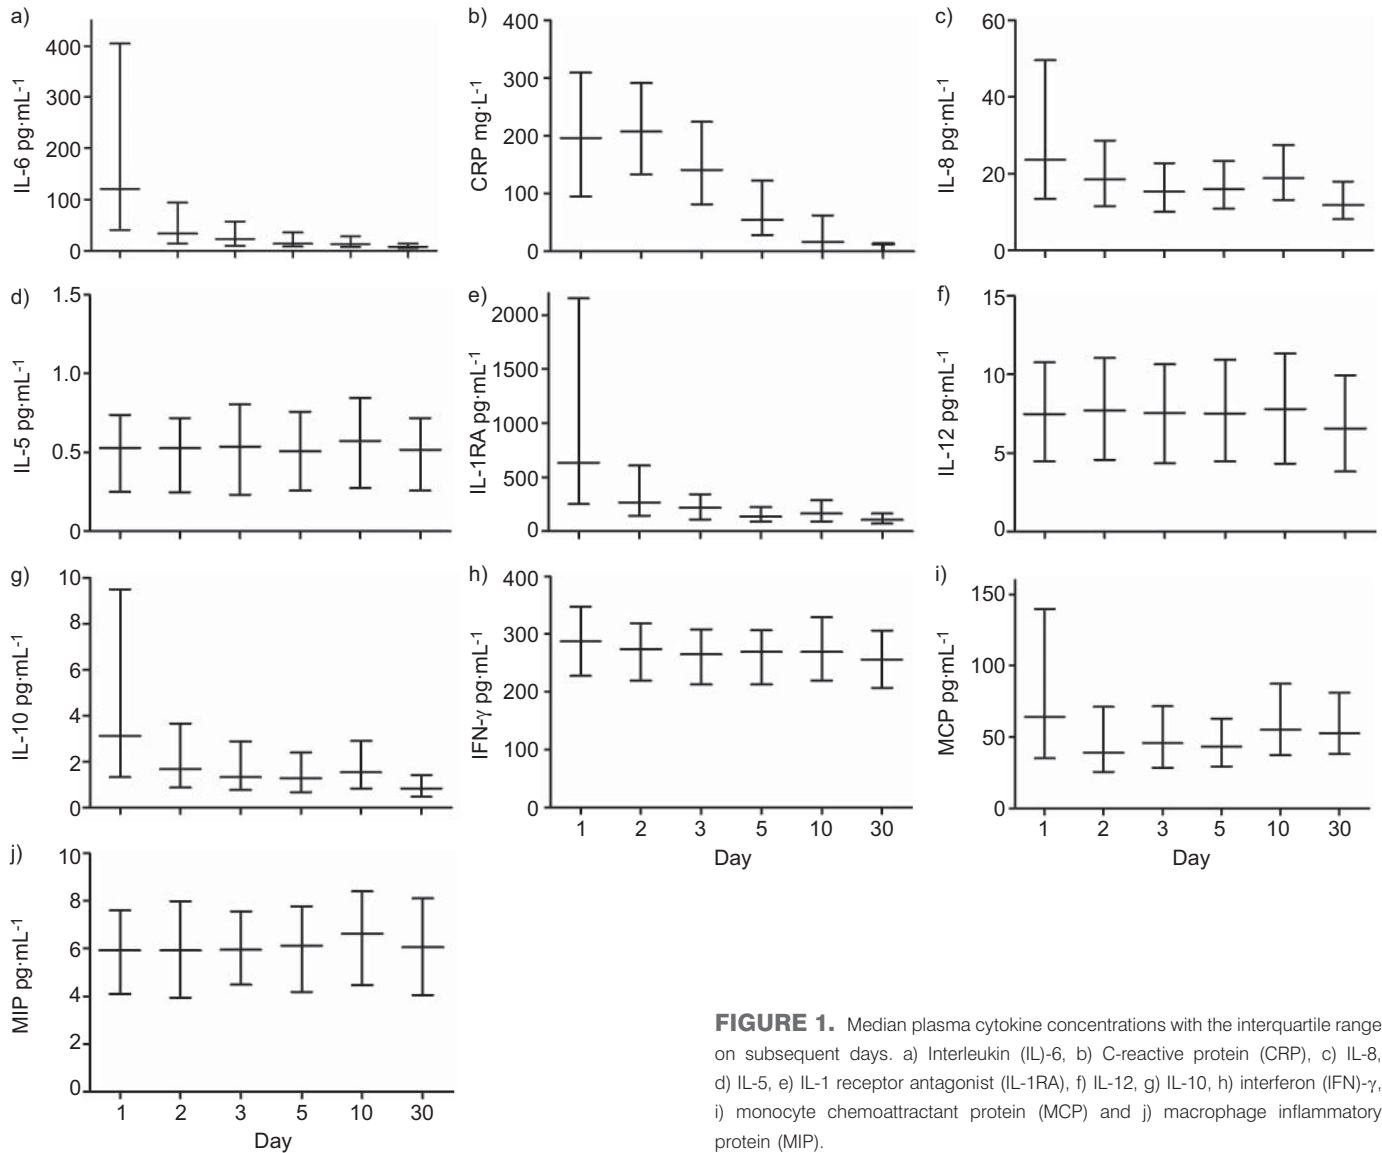 a)
IL-6 pg·mL-1
400
300
200
100
0
b)
CRP mg·L-1
400
300
200
100
0
c)
IL-8 pg·mL-1
60
40
20
0
d)
IL-5 pg·mL-1
1.5
1.0
0.5
0
e)
IL-1RA pg·mL-1
2000
1500
1000
500
0
f)
IL-12 pg·mL-1
15
10
5
0
g)
IL-10 pg·mL-1
10
8
6
4
2
0
h)
IFN-γ pg·mL-1
400
300
200
100
0
1 2 3 5 10 30
Day
i)
MCP pg·mL-1
150
100
50
0
1 2 3 5 10 30
Day
j)
MIP pg·mL-1
10
8
6
4
2
0
1 2 3 5 10 30
Day
FIGURE 1. Median plasma cytokine concentrations with the interquartile range
on subsequent days. a) Interleukin (IL)-6, b) C-reactive protein (CRP), c) IL-8,
d) IL-5, e) IL-1 receptor antagonist (IL-1RA), f) IL-12, g) IL-10, h) interferon (IFN)-γ,
i) monocyte chemoattractant protein (MCP) and j) macrophage inflammatory
protein (MIP).